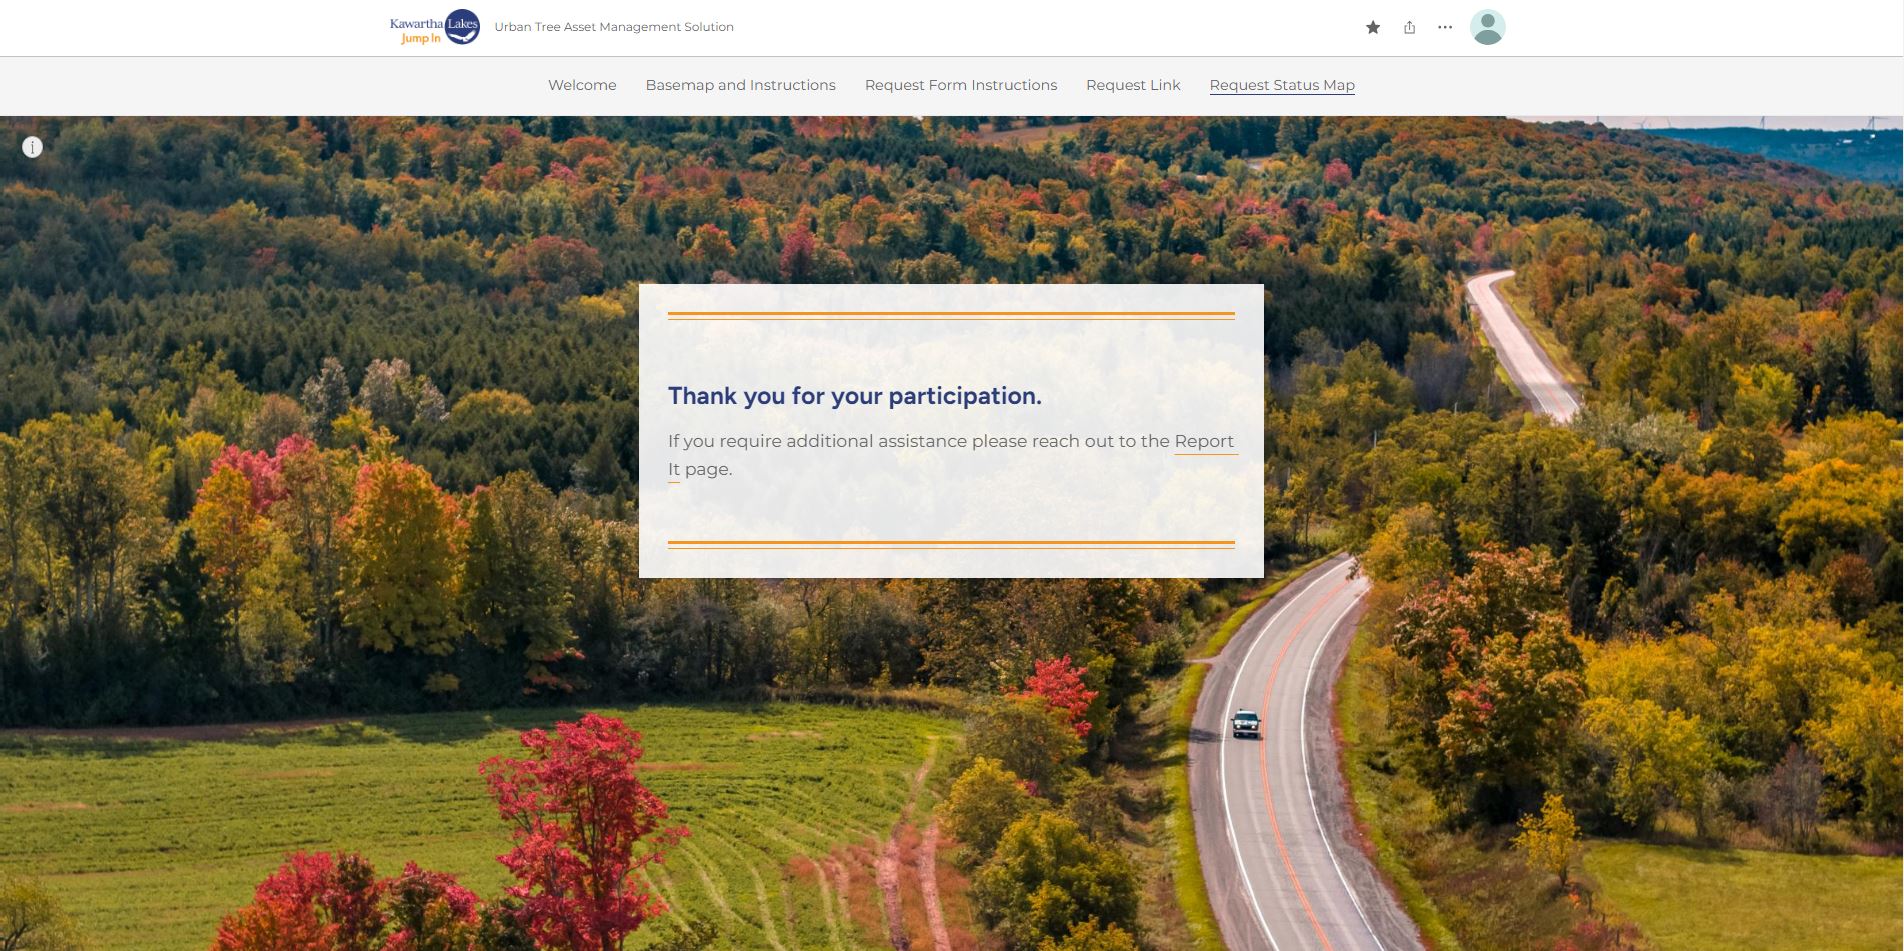 Kawartha Lakes
Jump In
Urban Tree Asset Management Solution
Welcome Basemap and Instructions Request Form Instructions Request Link Request Status Map
Thank you for your participation.
If you require additional assistance please reach out to the Report
It page.